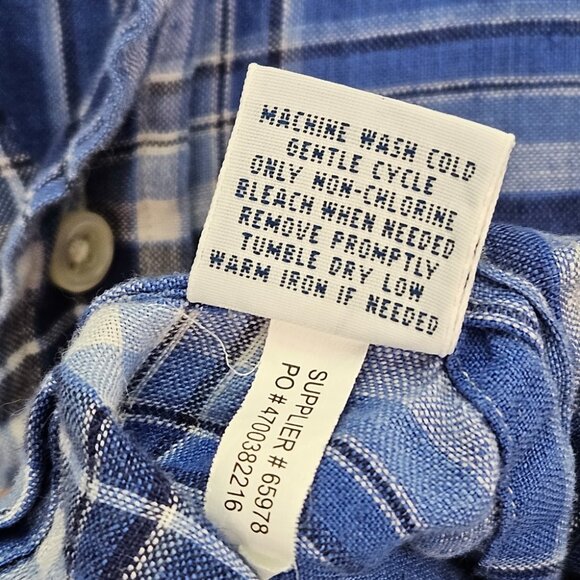 MACHINE WASH COLD
GENTLE CYCLE
ONLY NON-CHLORINE
BLEACH WHEN NEEDED
REMOVE PROMPTLY
TUMBLE DRY LOW
WARM IRON IF NEEDED
SUPPLIER # 65978
PO # 4700382216